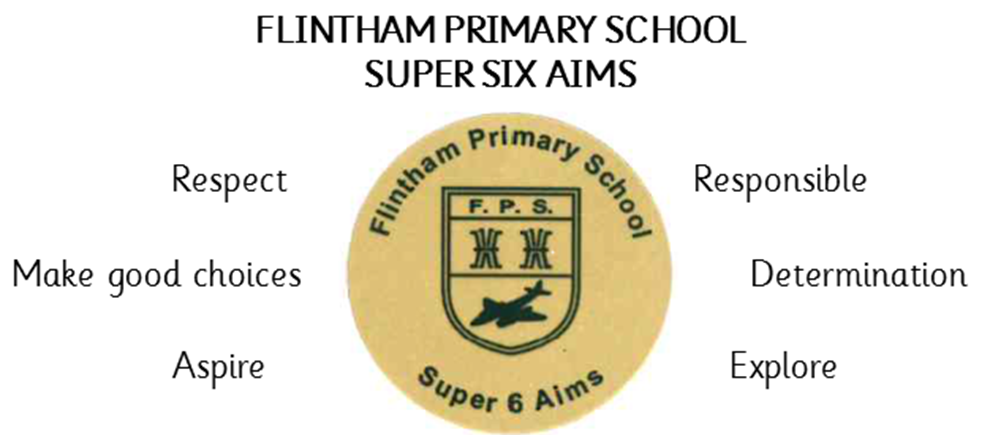 FLINTHAM PRIMARY SCHOOL
SUPER SIX AIMS
Flintham Primary School
F. P. S.
Super 6 Aims
Respect
Make good choices
Aspire
Responsible
Determination
Explore